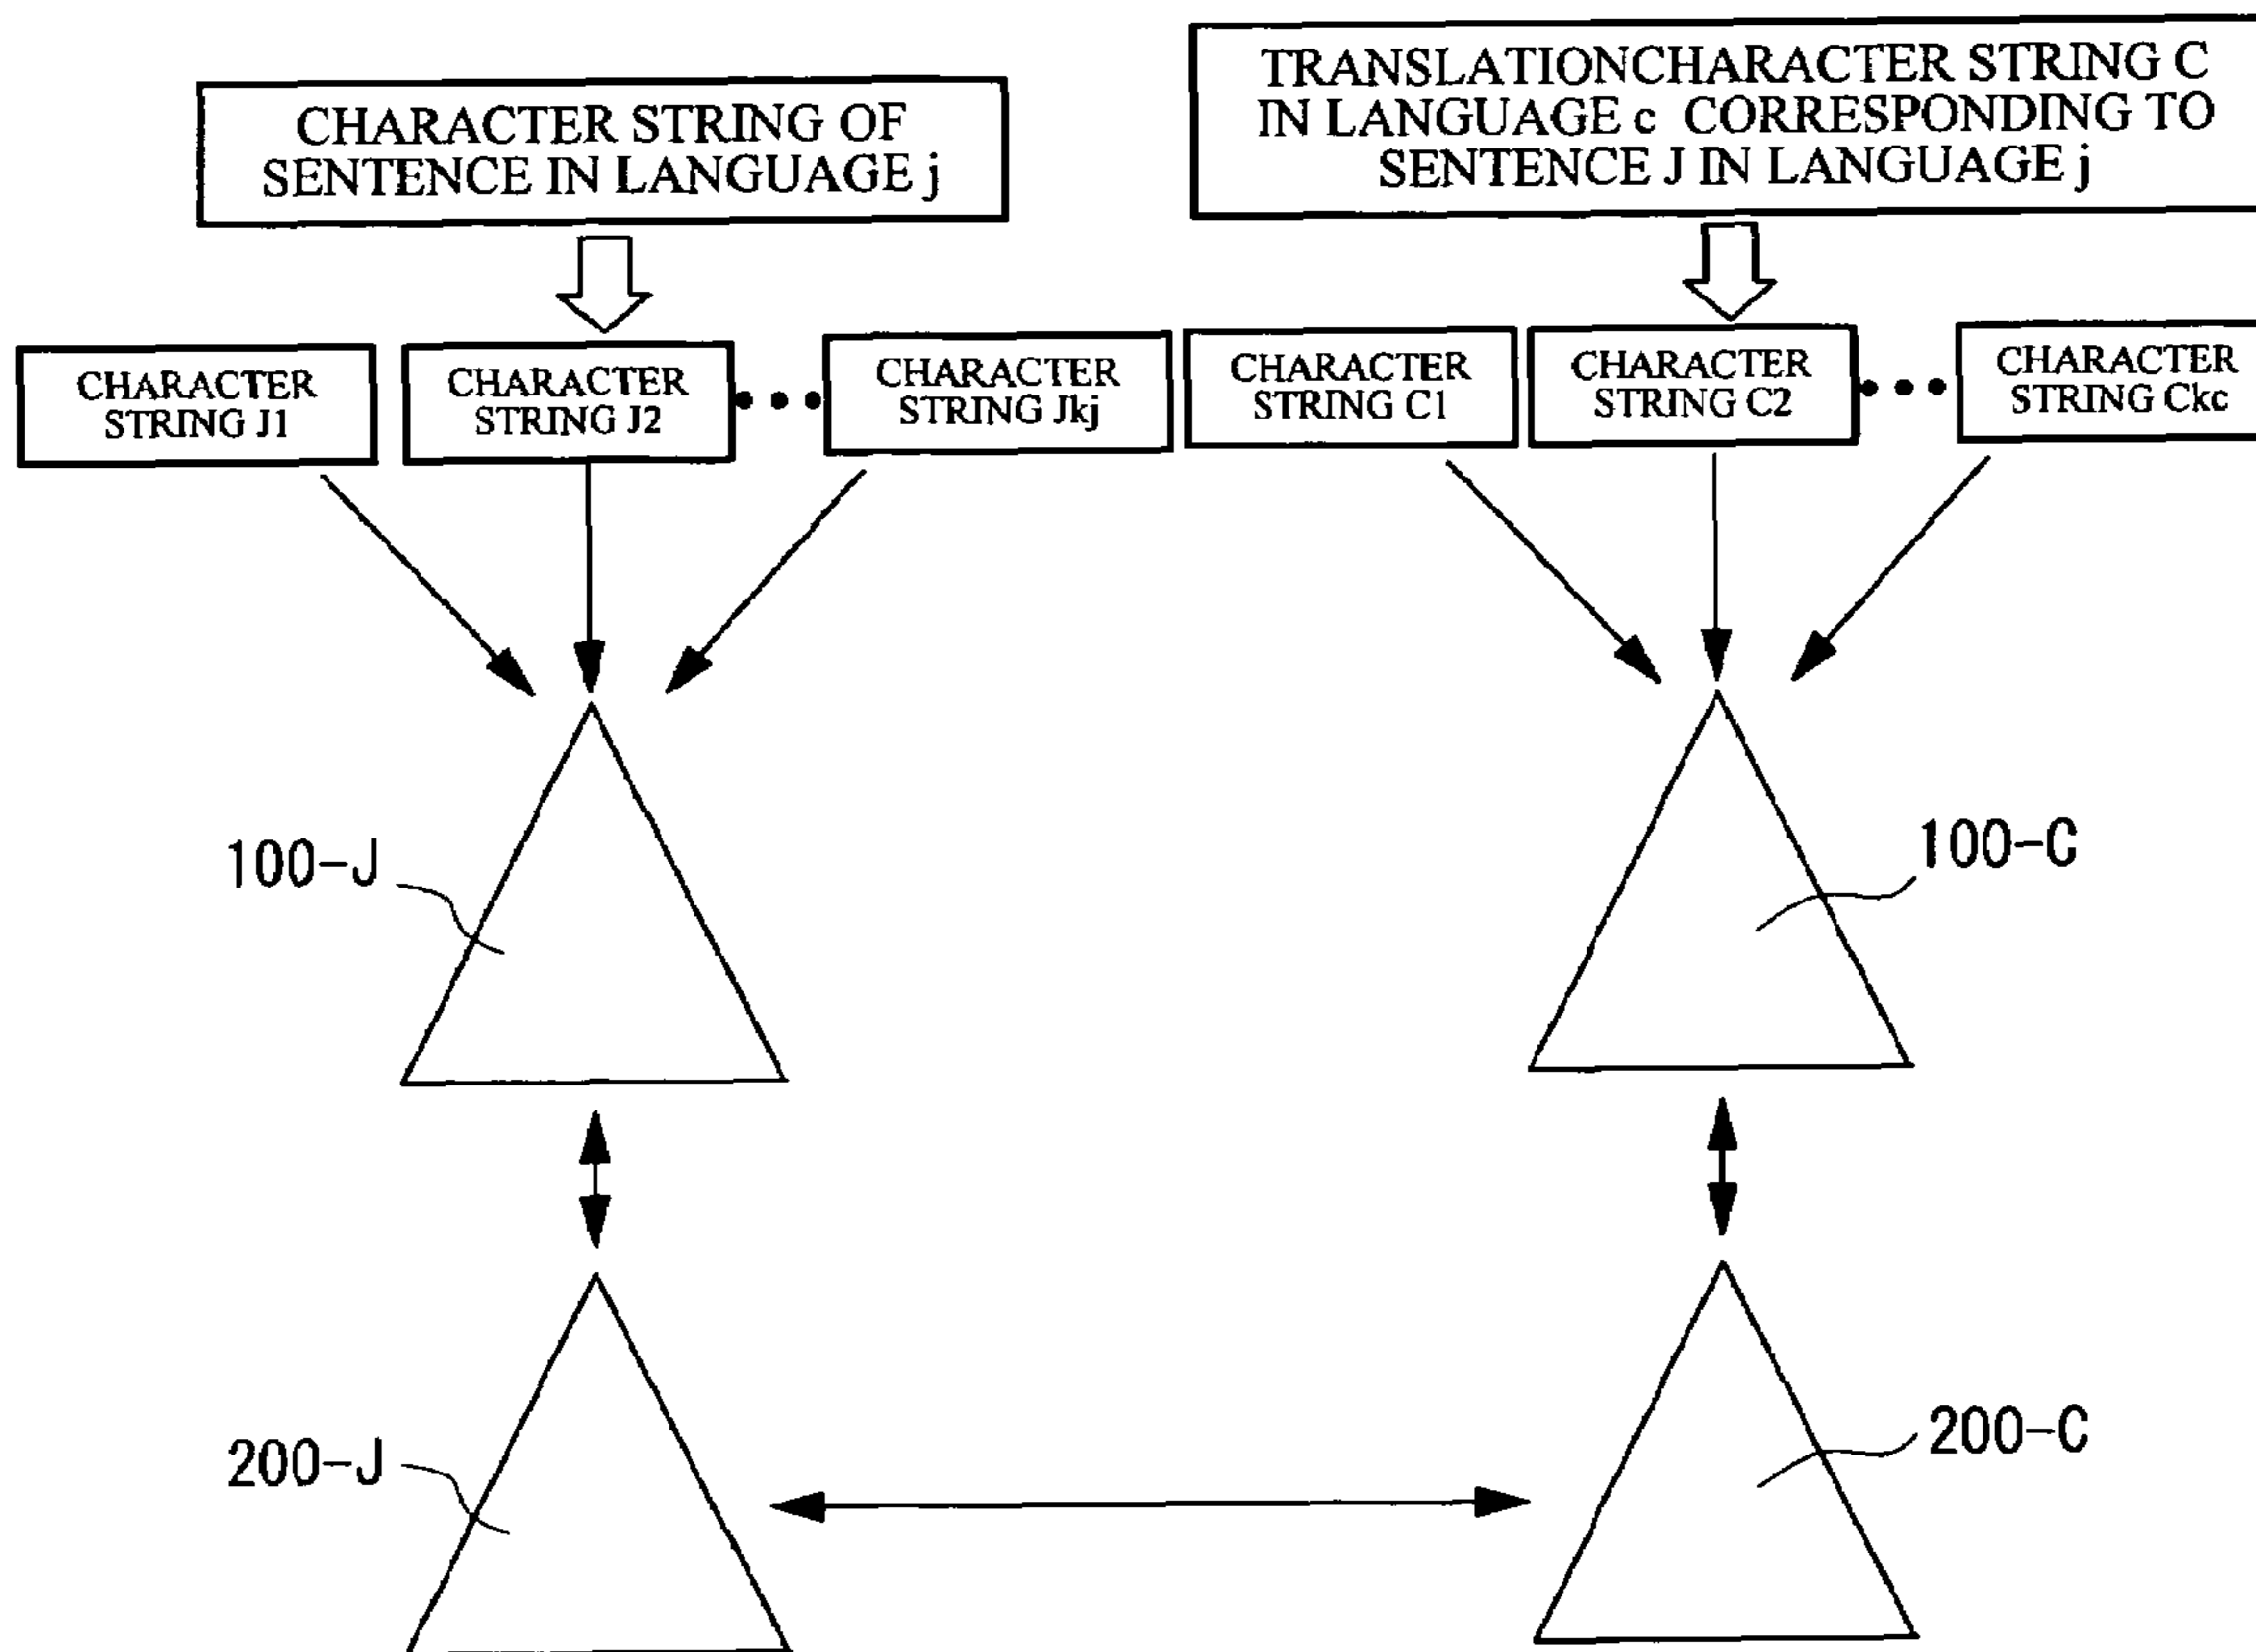 CHARACTER STRING OF
SENTENCE IN LANGUAGE j
TRANSLATIONCHARACTER STRING C
IN LANGUAGE c CORRESPONDING TO
SENTENCE J IN LANGUAGE j
CHARACTER
STRING J1
CHARACTER
STRING J2
CHARACTER
STRING Jkj
CHARACTER
STRING C1
CHARACTER
STRING C2
CHARACTER
STRING Ckc
100-J
100-C
200-J
200-C